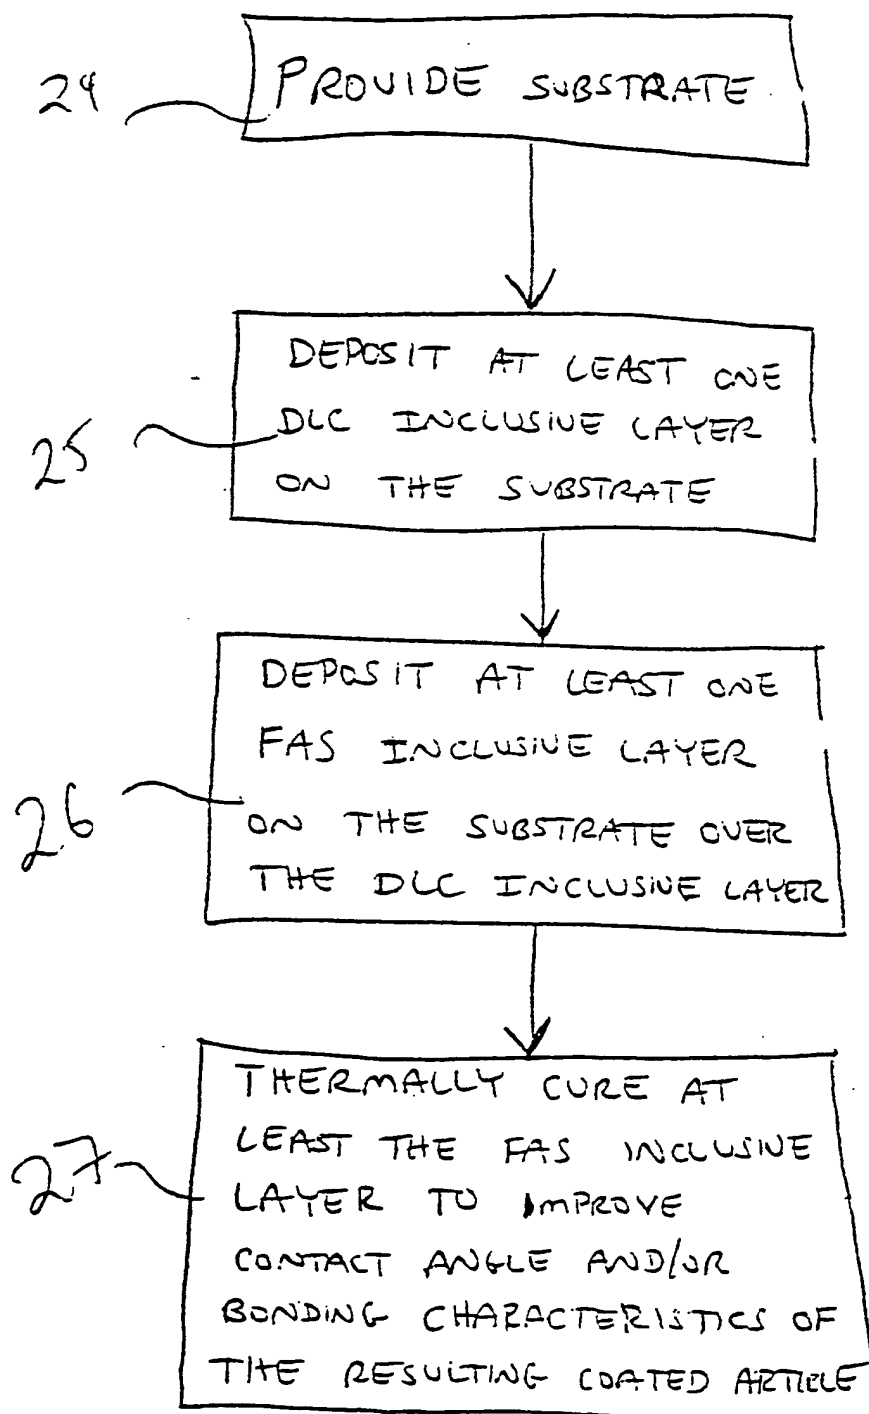 24
PROVIDE SUBSTRATE
DEPOSIT AT LEAST ONE
25
DLC INCLUSIVE LAYER
ON THE SUBSTRATE
DEPOSIT AT LEAST ONE
FAS INCLUSIVE LAYER
26
ON THE SUBSTRATE OVER
THE DLC INCLUSIVE LAYER
THERMALLY CURE AT
LEAST THE FAS INCLUSIVE
27
LAYER TO IMPROVE
CONTACT ANGLE AND/OR
BONDING CHARACTERISTICS OF
THE RESULTING COATED ARTICLE